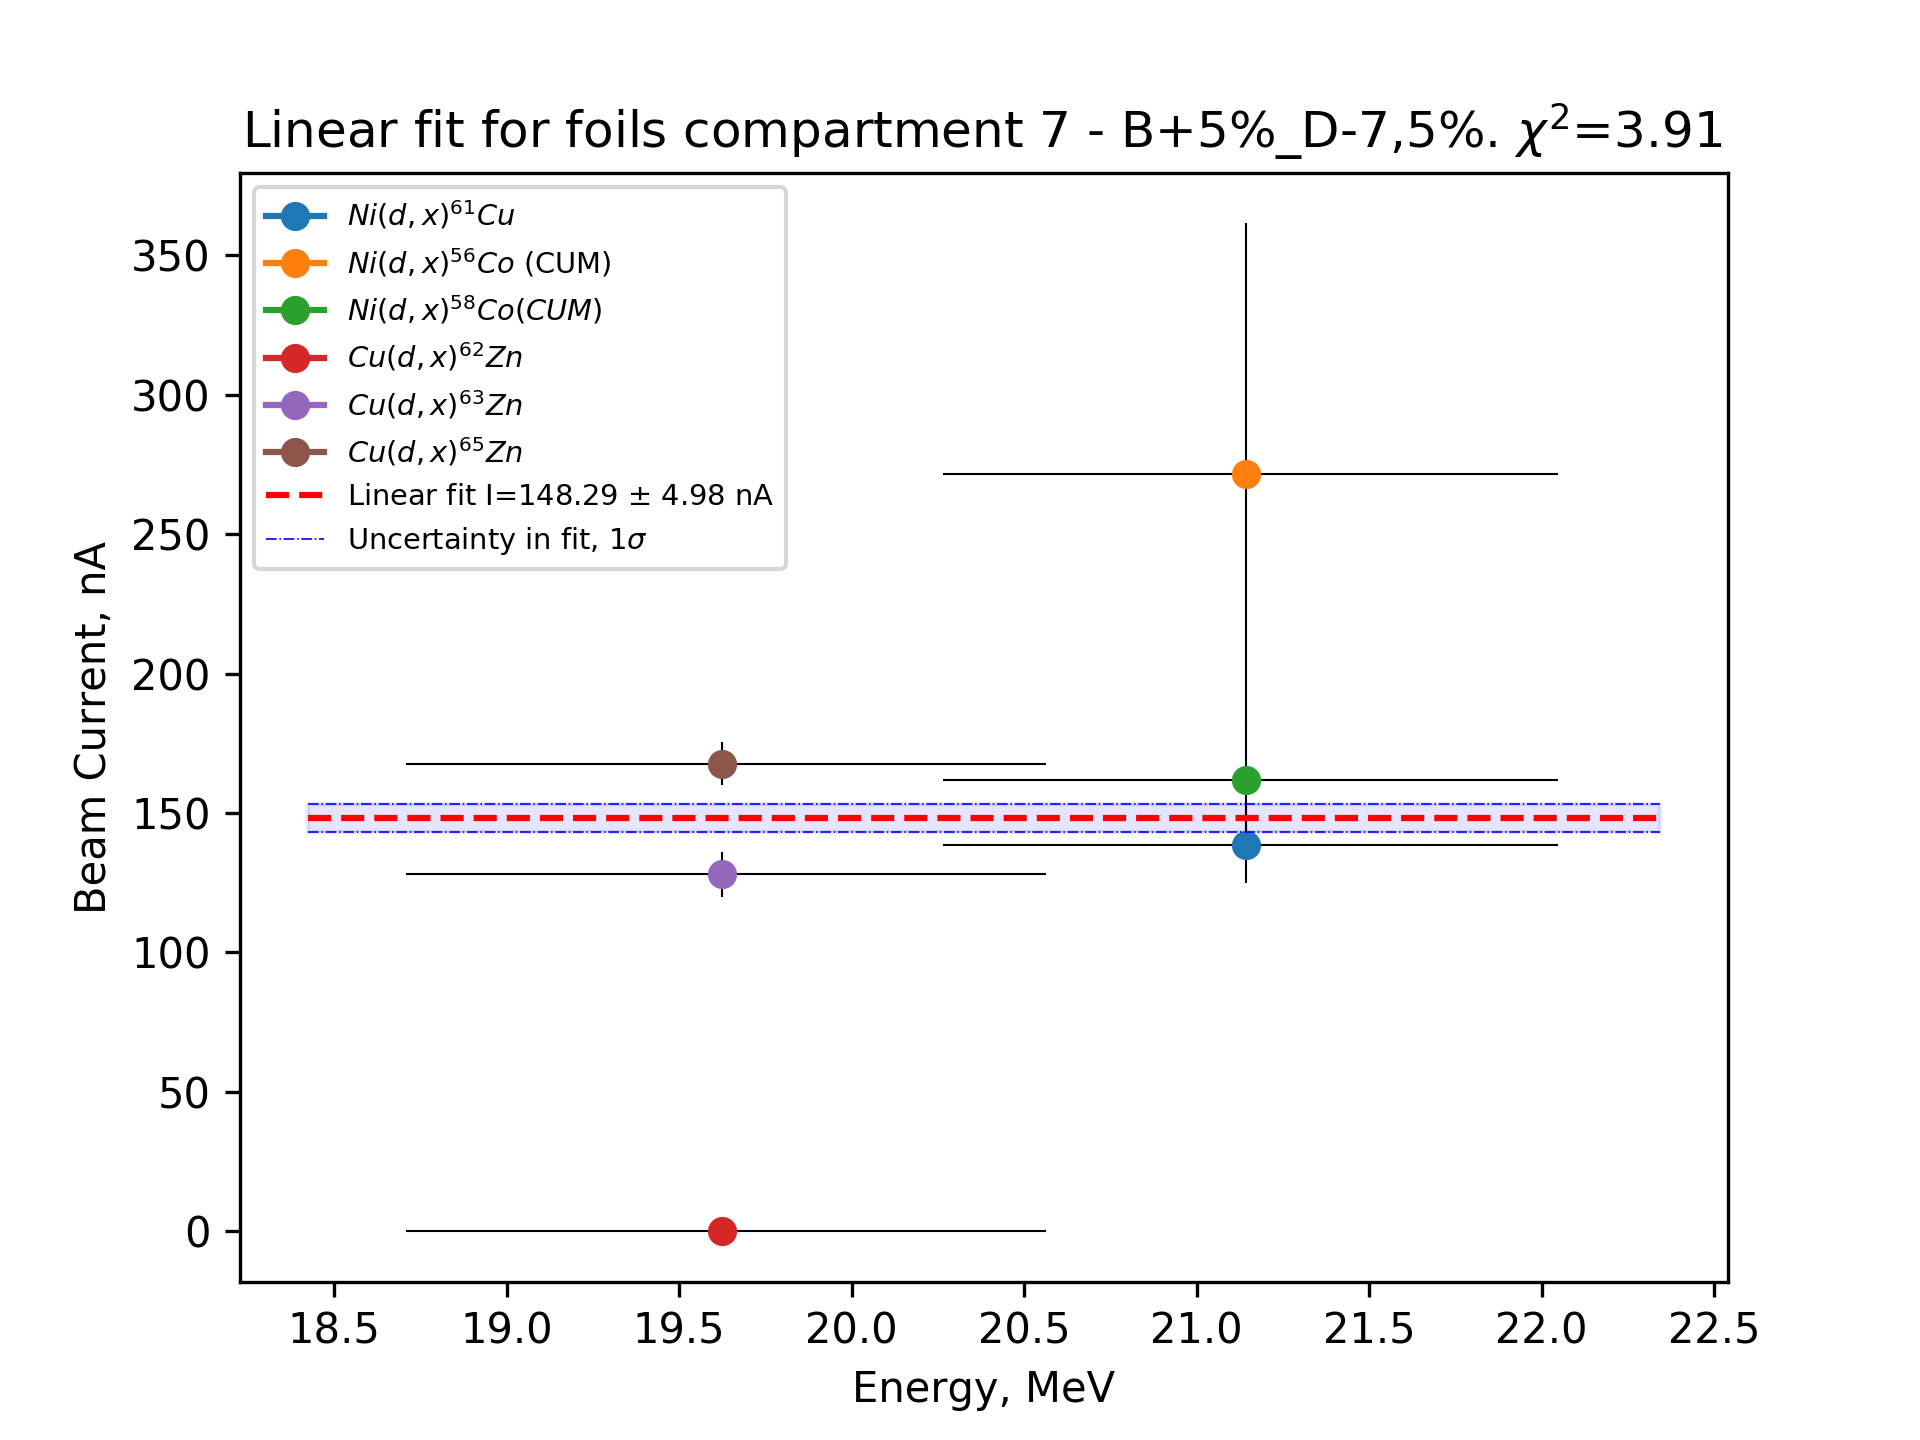 Linear fit for foils compartment 7 - B+5%_D-7,5%. χ²=3.91
Ni(d, x)⁶¹Cu
Ni(d, x)⁵⁶Co (CUM)
Ni(d, x)⁵⁸Co(CUM)
Cu(d, x)⁶²Zn
Cu(d, x)⁶³Zn
Cu(d, x)⁶⁵Zn
Linear fit I=148.29 ± 4.98 nA
Uncertainty in fit, 1σ
Beam Current, nA
350
300
250
200
150
100
50
0
18.5 19.0 19.5 20.0 20.5 21.0 21.5 22.0 22.5
Energy, MeV